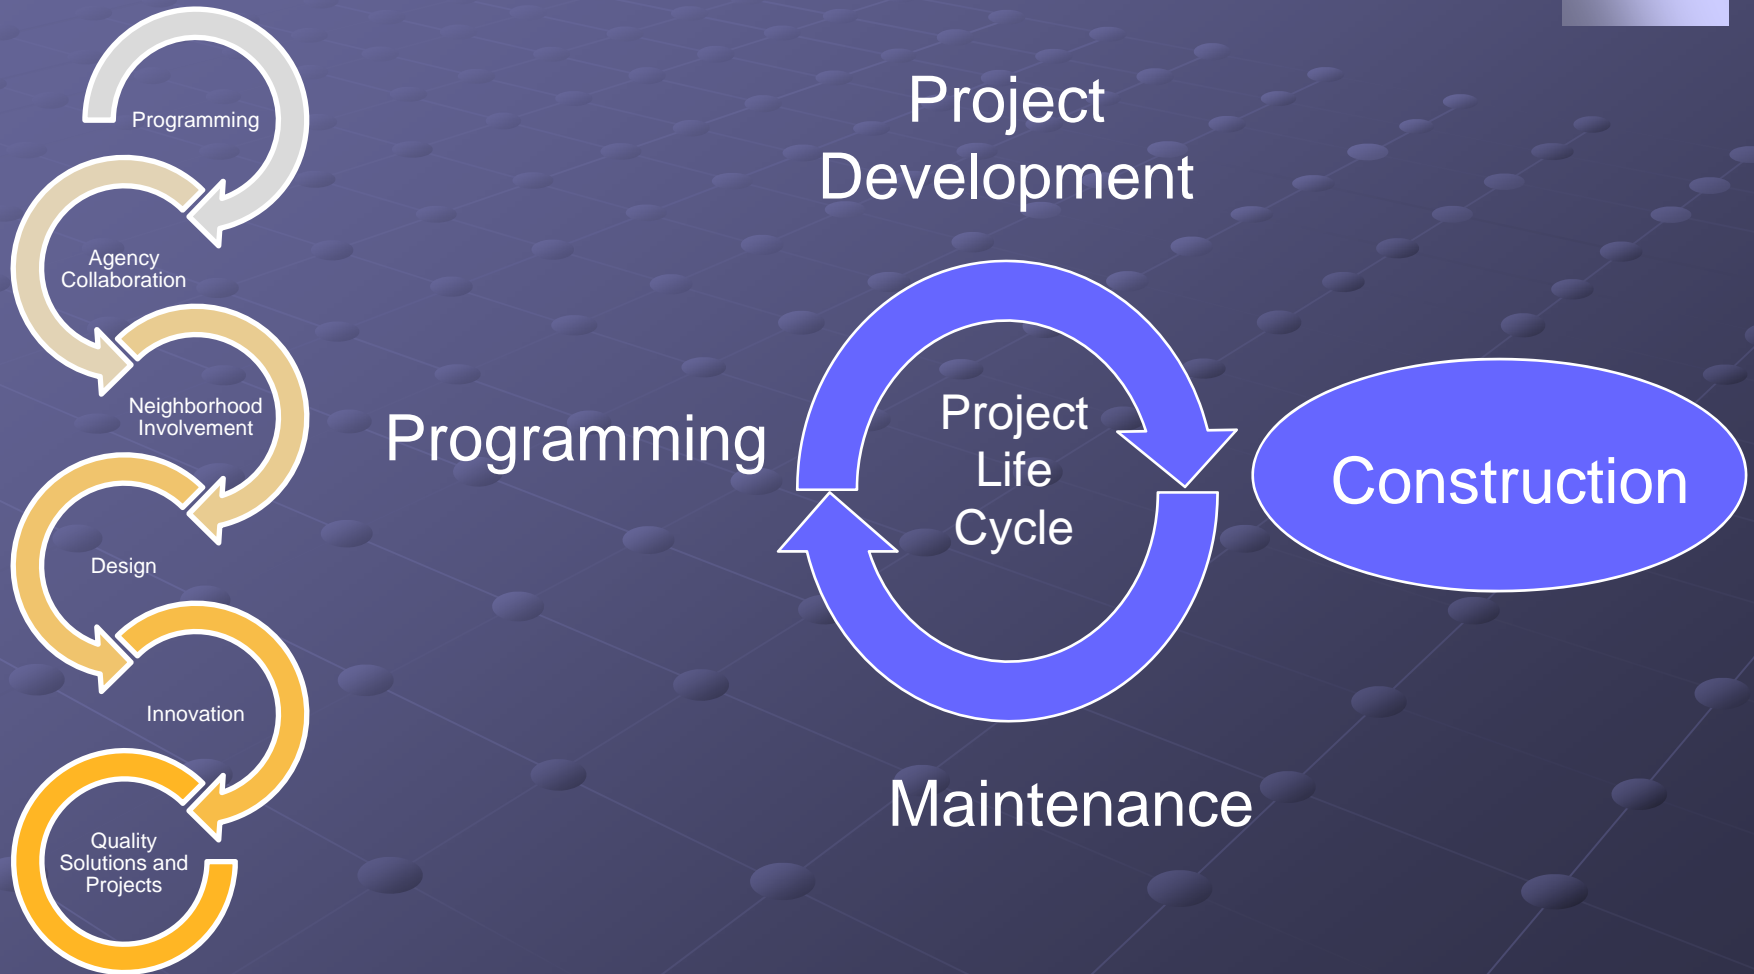 Programming
Agency
Collaboration
Neighborhood
Involvement
Design
Innovation
Quality
Solutions and
Projects
Project
Development
Programming
Project
Life
Cycle
Construction
Maintenance